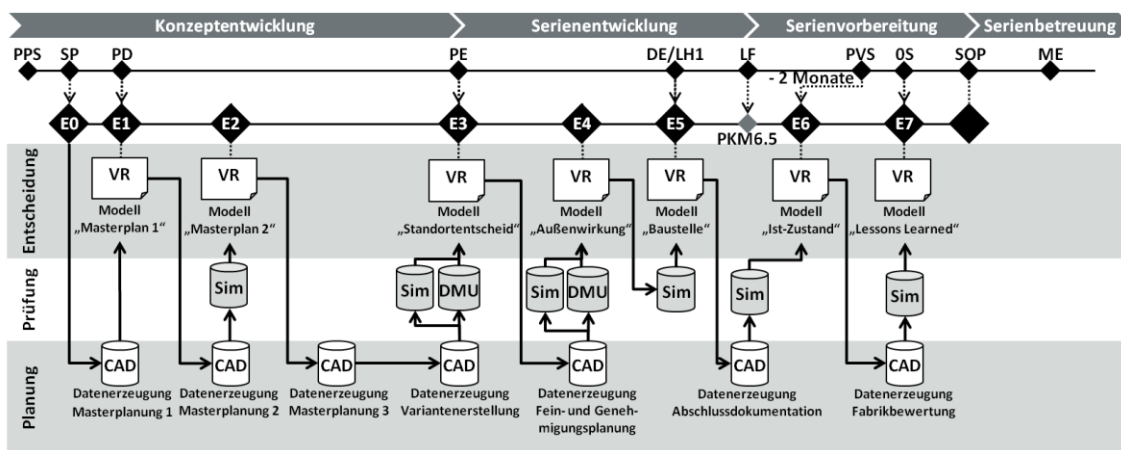 Konzeptentwicklung Serienentwicklung Serienvorbereitung Serienbetreuung
PPS SP PD PE DE/LH1 LF PVS 0S SOP ME
- 2 Monate
E0 E1 E2 E3 E4 E5 E6 E7
PKM6.5
Entscheidung
VR VR VR VR VR VR VR
Modell Modell Modell Modell Modell Modell Modell
„Masterplan 1“ „Masterplan 2“ „Standortentscheid“ „Außenwirkung“ „Baustelle“ „Ist-Zustand“ „Lessons Learned“
Prüfung
Sim Sim DMU Sim DMU Sim Sim Sim
Planung
CAD CAD CAD CAD CAD CAD CAD
Datenerzeugung Datenerzeugung Datenerzeugung Datenerzeugung Datenerzeugung Datenerzeugung Datenerzeugung
Masterplanung 1 Masterplanung 2 Masterplanung 3 Variantenerstellung Fein- und Geneh- Abschlussdokumentation Fabrikbewertung
migungsplanung